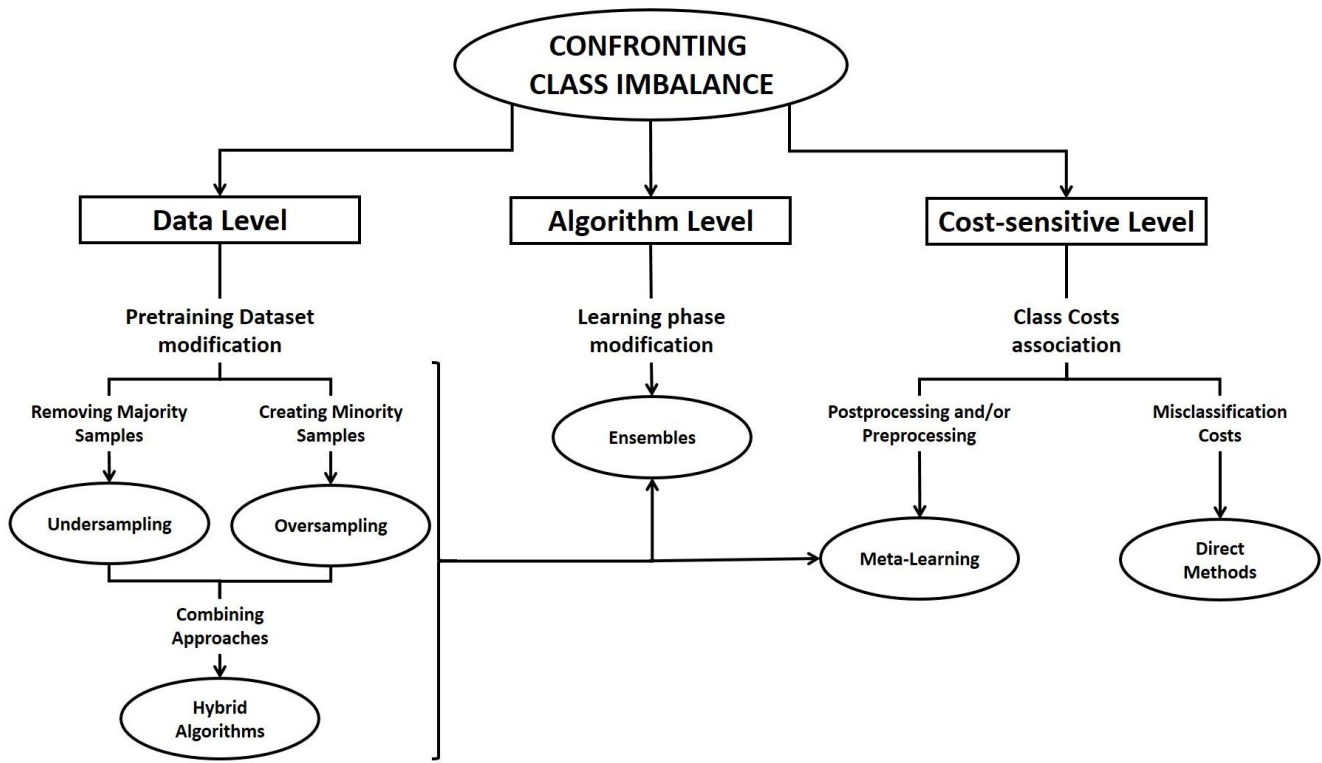 CONFRONTING
CLASS IMBALANCE
Data Level
Algorithm Level
Cost-sensitive Level
Pretraining Dataset
modification
Learning phase
modification
Class Costs
association
Removing Majority
Samples
Creating Minority
Samples
Ensembles
Postprocessing and/or
Preprocessing
Misclassification
Costs
Undersampling
Oversampling
Meta-Learning
Direct
Methods
Combining
Approaches
Hybrid
Algorithms